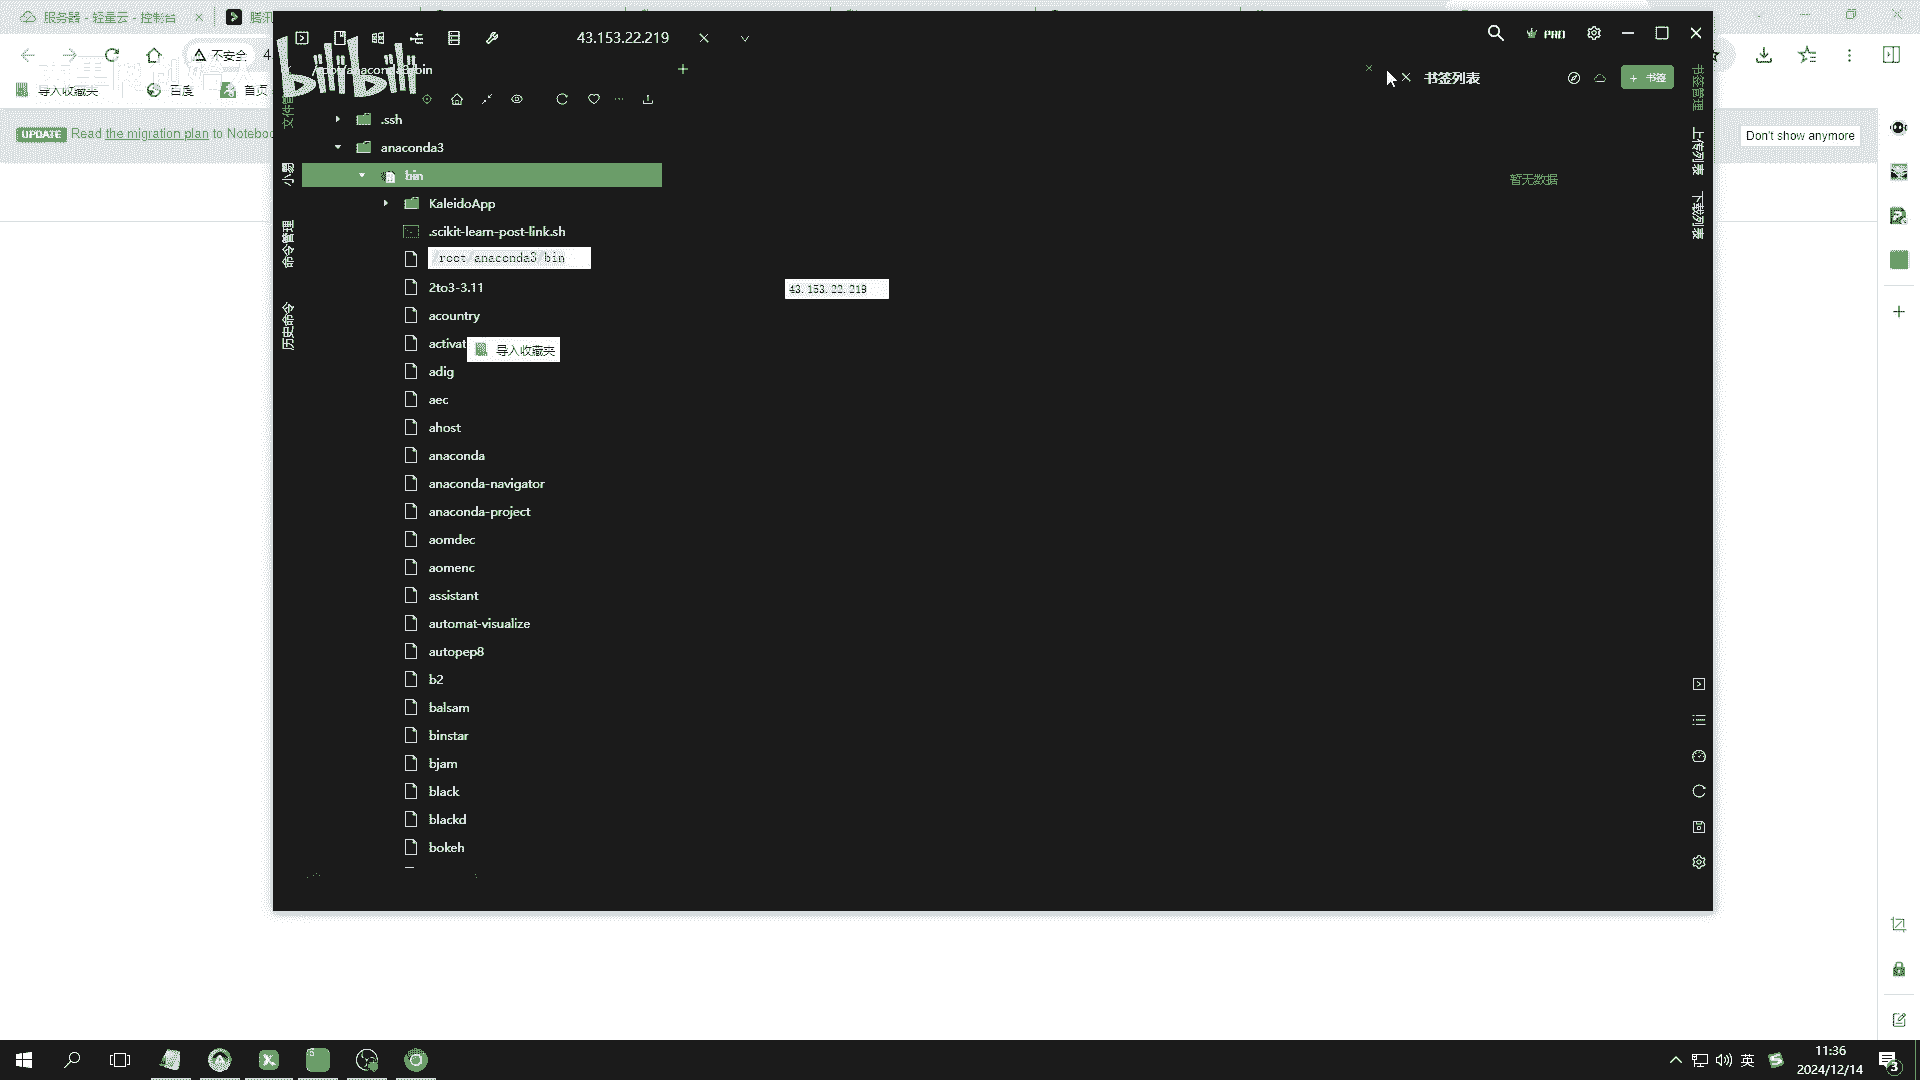 服务器 - 轻量云 - 控制台
43.153.22.219
PRO
不安全
/root/anaconda3/bin
bilibili
书签列表
+ 书签
书签管理
导入收藏夹
百度
首页
文件管
.ssh
UPDATE Read the migration plan to Notebo
Don't show anymore
anaconda3
上传列表
小易
bin
暂无数据
KaleidoApp
下载列表
命令管理
.scikit-learn-post-link.sh
/root/anaconda3/bin
2to3-3.11
43.153.22.219
acountry
历史命令
activat
导入收藏夹
adig
aec
ahost
anaconda
anaconda-navigator
anaconda-project
aomdec
aomenc
assistant
automat-visualize
autopep8
b2
balsam
binstar
bjam
black
blackd
bokeh
英
11:36
2024/12/14
3